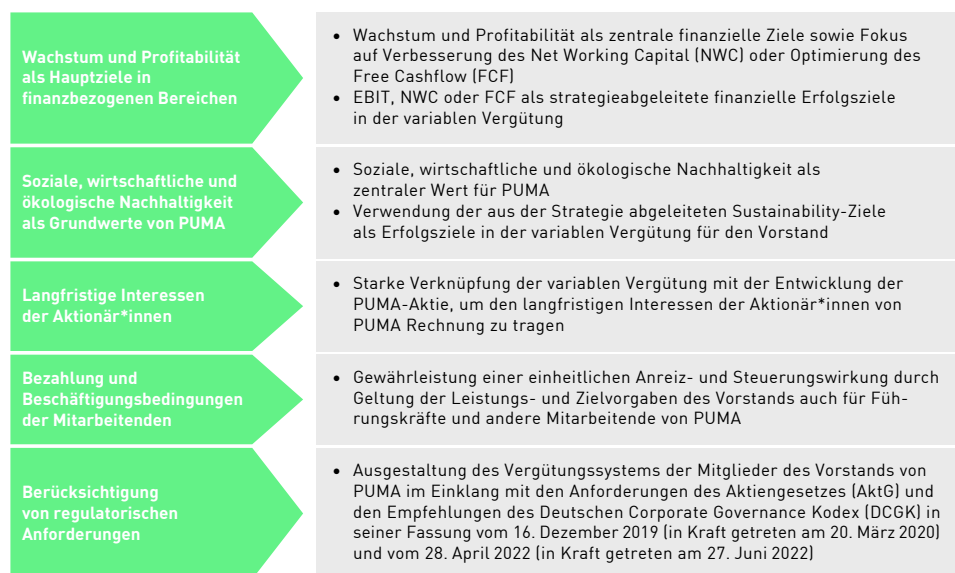 Wachstum und Profitabilität
als Hauptziele in
finanzbezogenen Bereichen
• Wachstum und Profitabilität als zentrale finanzielle Ziele sowie Fokus
auf Verbesserung des Net Working Capital (NWC) oder Optimierung des
Free Cashflow (FCF)
• EBIT, NWC oder FCF als strategieabgeleitete finanzielle Erfolgsziele
in der variablen Vergütung
Soziale, wirtschaftliche und
ökologische Nachhaltigkeit
als Grundwerte von PUMA
• Soziale, wirtschaftliche und ökologische Nachhaltigkeit als
zentraler Wert für PUMA
• Verwendung der aus der Strategie abgeleiteten Sustainability-Ziele
als Erfolgsziele in der variablen Vergütung für den Vorstand
Langfristige Interessen
der Aktionär*innen
• Starke Verknüpfung der variablen Vergütung mit der Entwicklung der
PUMA-Aktie, um den langfristigen Interessen der Aktionär*innen von
PUMA Rechnung zu tragen
Bezahlung und
Beschäftigungsbedingungen
der Mitarbeitenden
• Gewährleistung einer einheitlichen Anreiz- und Steuerungswirkung durch
Geltung der Leistungs- und Zielvorgaben des Vorstands auch für Füh-
rungskräfte und andere Mitarbeitende von PUMA
Berücksichtigung
von regulatorischen
Anforderungen
• Ausgestaltung des Vergütungssystems der Mitglieder des Vorstands von
PUMA im Einklang mit den Anforderungen des Aktiengesetzes (AktG) und
den Empfehlungen des Deutschen Corporate Governance Kodex (DCGK) in
seiner Fassung vom 16. Dezember 2019 (in Kraft getreten am 20. März 2020)
und vom 28. April 2022 (in Kraft getreten am 27. Juni 2022)